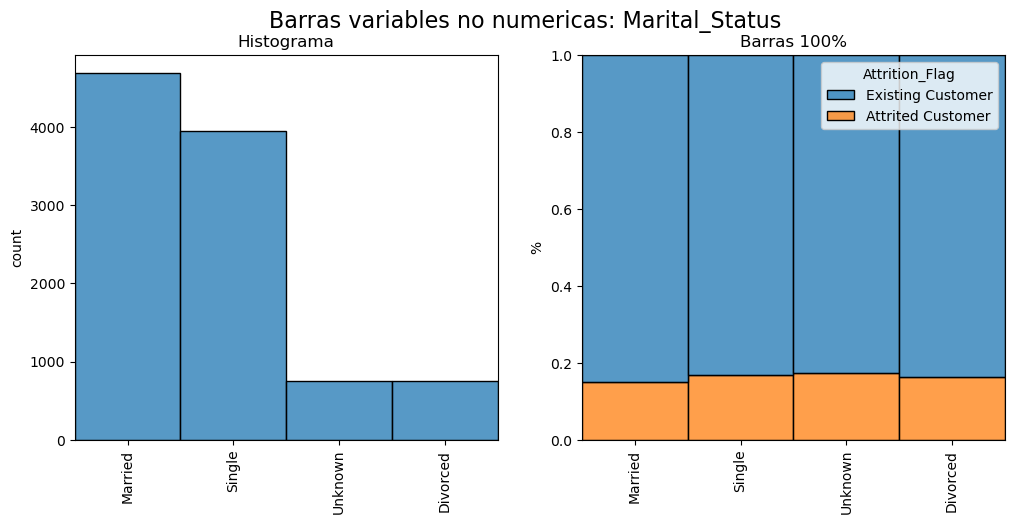 Barras variables no numericas: Marital_Status
Histograma
count
4000
3000
2000
1000
0
Married
Single
Unknown
Divorced
Barras 100%
%
1.0
0.8
0.6
0.4
0.2
0.0
Attrition_Flag
Existing Customer
Attrited Customer
Married
Single
Unknown
Divorced